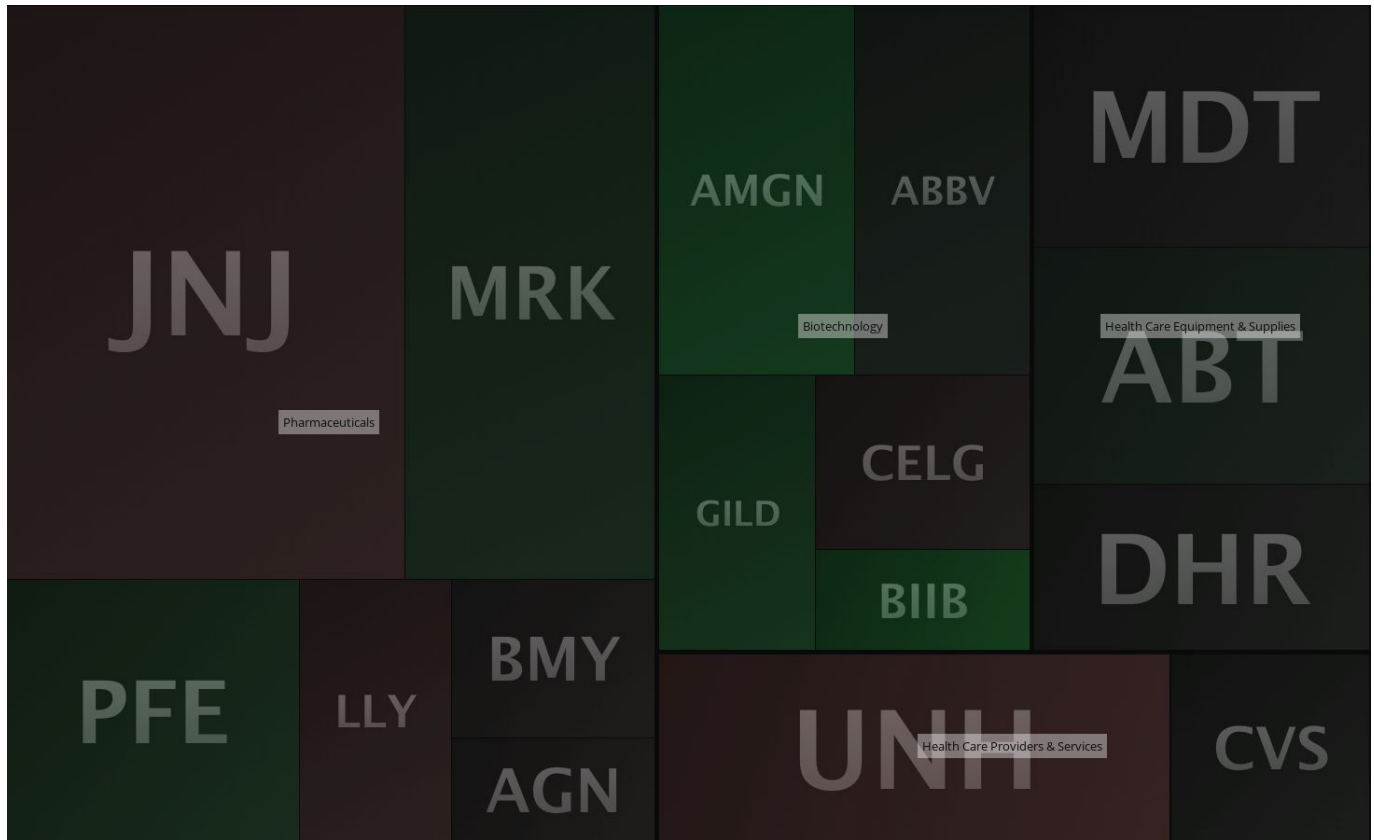 JNJ
MRK
Pharmaceuticals
PFE
LLY
BMY
AGN
AMGN
ABBV
Biotechnology
GILD
CELG
BIIB
MDT
Health Care Equipment & Supplies
ABT
DHR
UNH
Health Care Providers & Services
CVS